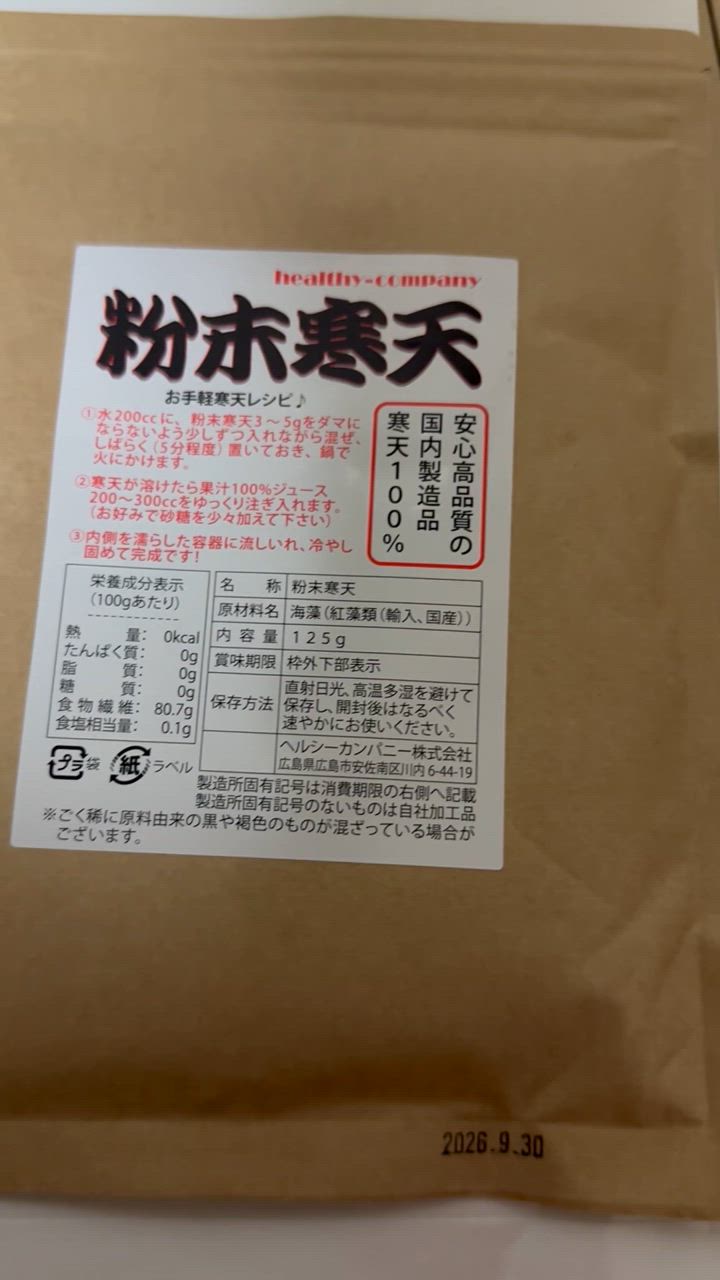 healthy-company
粉末寒天
お手軽寒天レシピ♪
①水200ccに、粉末寒天3～5gをダマに
ならないよう少しずつ入れながら混ぜ、
しばらく（5分程度）置いておき、鍋で
火にかけます。
②寒天が溶けたら果汁100%ジュース
200～300ccをゆっくり注ぎ入れます。
（お好みで砂糖を少々加えて下さい）
③内側を濡らした容器に流しいれ、冷やし
固めて完成です!
安心高品質の
国内製造品
寒天100%
栄養成分表示
（100gあたり）
熱量： 0kcal
たんぱく質： 0g
脂質： 0g
糖質： 0g
食物繊維： 80.7g
食塩相当量： 0.1g
名称 粉末寒天
原材料名 海藻（紅藻類（輸入、国産））
内容量 125g
賞味期限 枠外下部表示
保存方法 直射日光、高温多湿を避けて
保存し、開封後はなるべく
速やかにお使いください。
ヘルシーカンパニー株式会社
広島県広島市安佐南区川内6-44-19
プラ 袋 紙 ラベル
製造所固有記号は消費期限の右側へ記載
製造所固有記号のないものは自社加工品
※ごく稀に原料由来の黒や褐色のものが混ざっている場合が
ございます。
2026.9.30